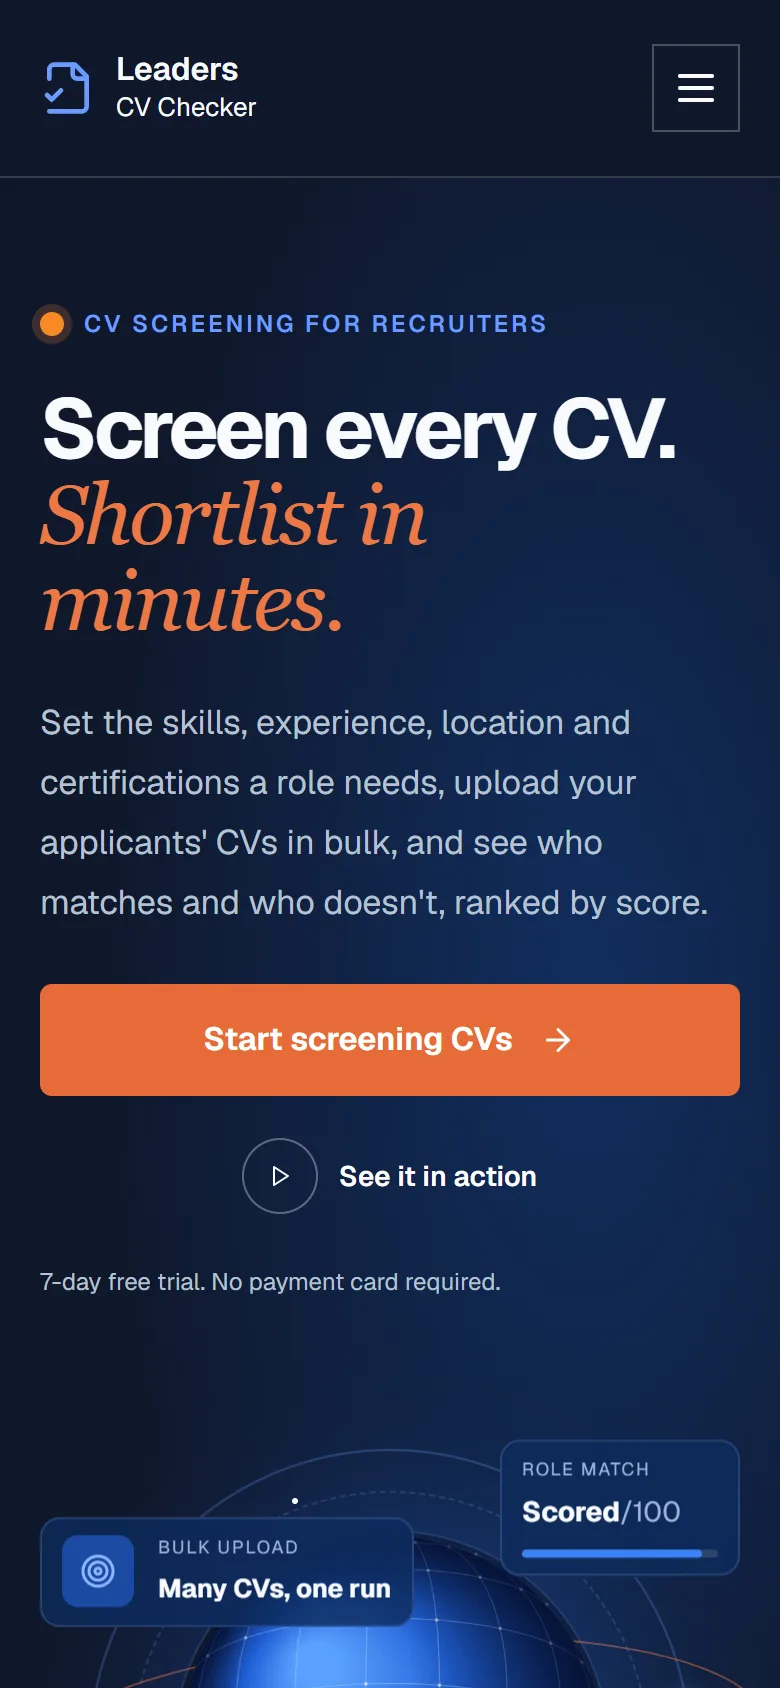 Leaders
CV Checker
CV SCREENING FOR RECRUITERS
Screen every CV.
Shortlist in
minutes.
Set the skills, experience, location and
certifications a role needs, upload your
applicants' CVs in bulk, and see who
matches and who doesn't, ranked by score.
Start screening CVs
See it in action
7-day free trial. No payment card required.
ROLE MATCH
Scored/100
BULK UPLOAD
Many CVs, one run